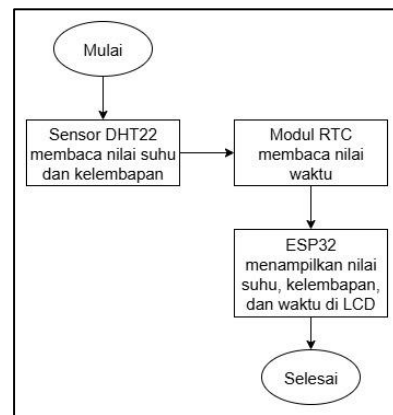 Mulai
Sensor DHT22
membaca nilai suhu
dan kelembapan
Modul RTC
membaca nilai
waktu
ESP32
menampilkan nilai
suhu, kelembapan,
dan waktu di LCD
Selesai